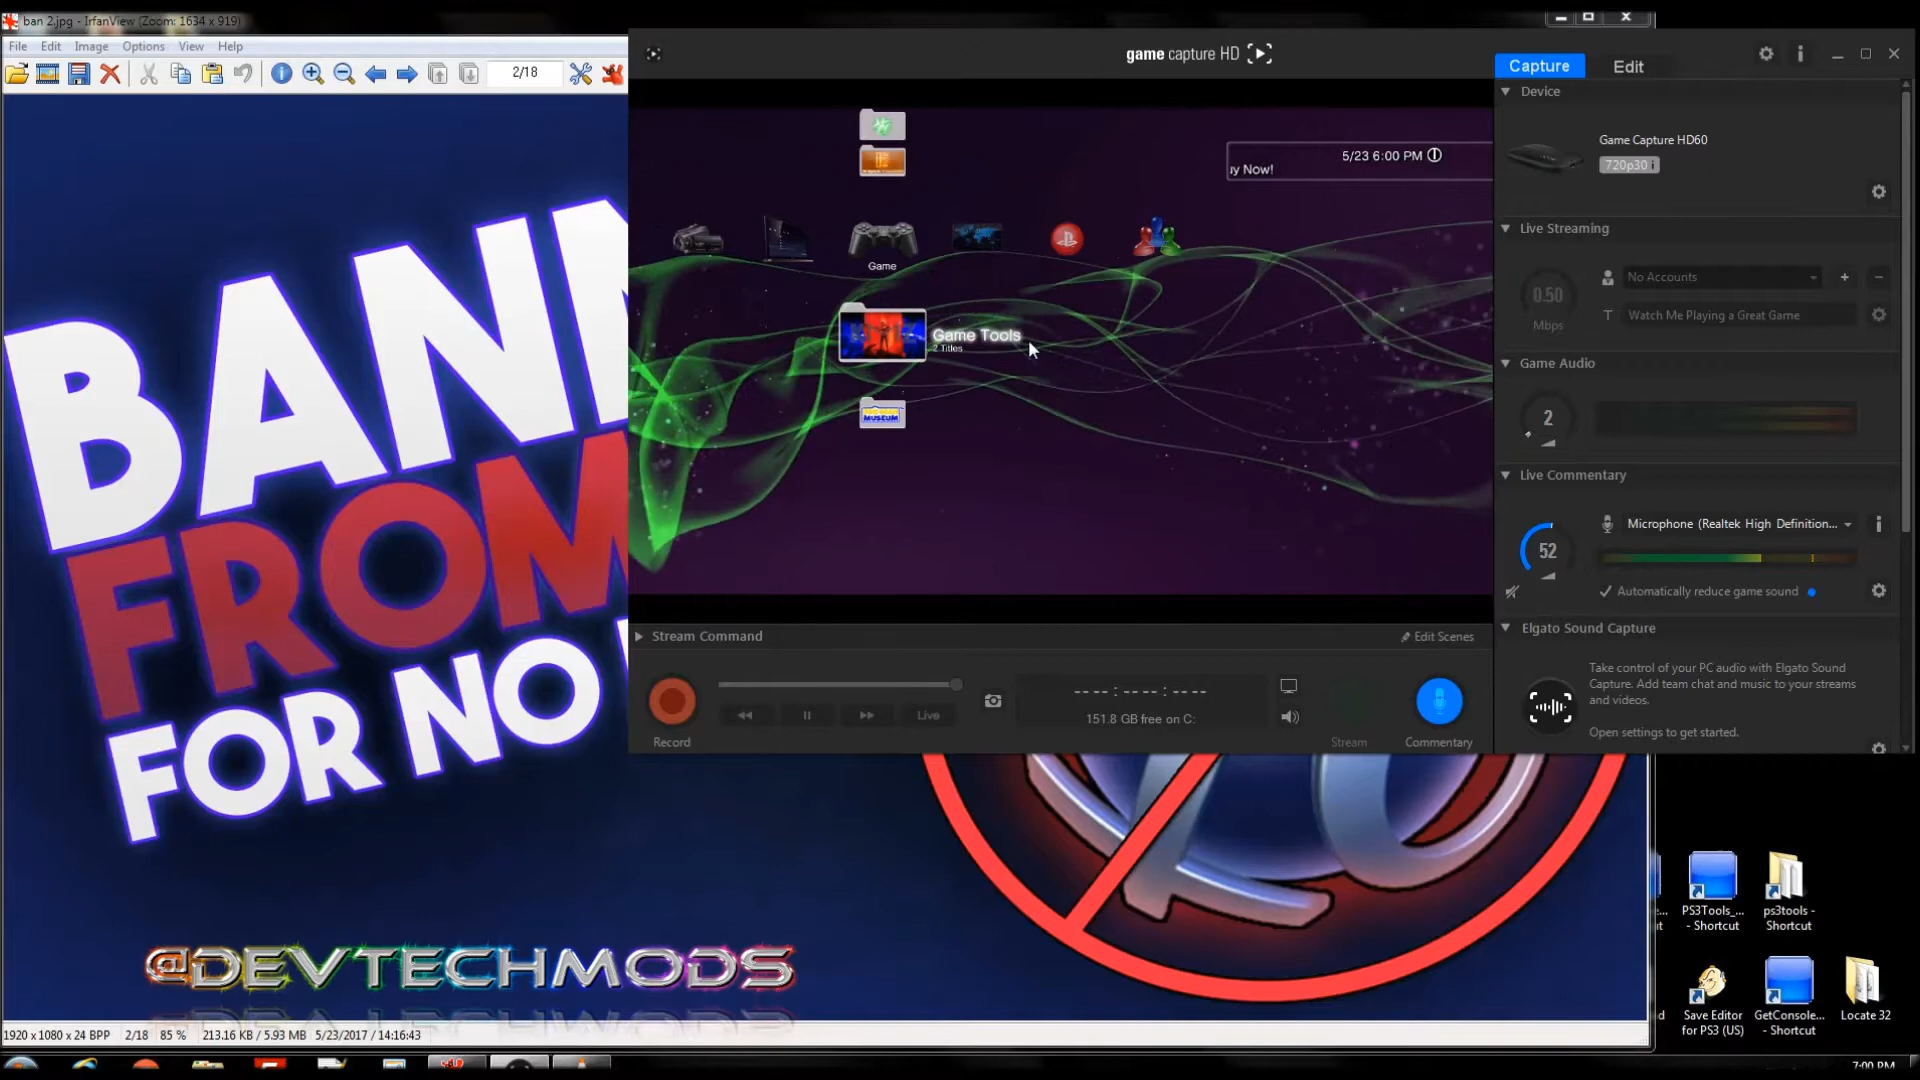 ban 2.jpg - IrfanView (Zoom: 1634 x 919)
File Edit Image Options View Help
2/18
BANN
FROM
FOR NO
@DEVTECHMODS
1920 x 1080 x 24 BPP 2/18 85 % 213.16 KB / 5.93 MB 5/23/2017 / 14:16:43
game capture HD
5/23 6:00 PM
ıy Now!
Game
Game Tools
2 Titles
MUSEUM
Stream Command
Edit Scenes
Record
Live
---- : ---- : ----
151.8 GB free on C:
Stream
Commentary
Capture Edit
Device
Game Capture HD60
720p30 i
Live Streaming
0.50
Mbps
No Accounts
T Watch Me Playing a Great Game
Game Audio
2
Live Commentary
52
Microphone (Realtek High Definition...
Automatically reduce game sound
Elgato Sound Capture
Take control of your PC audio with Elgato Sound
Capture. Add team chat and music to your streams
and videos.
Open settings to get started.
PS3Tools_...
- Shortcut
ps3tools -
Shortcut
Save Editor
for PS3 (US)
GetConsole...
- Shortcut
Locate 32
7:00 PM